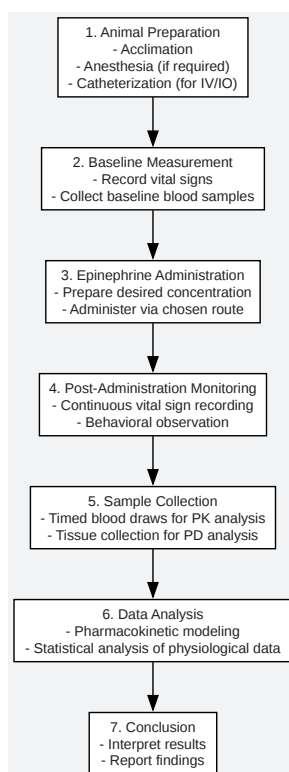 1. Animal Preparation
- Acclimation
- Anesthesia (if required)
- Catheterization (for IV/IO)
2. Baseline Measurement
- Record vital signs
- Collect baseline blood samples
3. Epinephrine Administration
- Prepare desired concentration
- Administer via chosen route
4. Post-Administration Monitoring
- Continuous vital sign recording
- Behavioral observation
5. Sample Collection
- Timed blood draws for PK analysis
- Tissue collection for PD analysis
6. Data Analysis
- Pharmacokinetic modeling
- Statistical analysis of physiological data
7. Conclusion
- Interpret results
- Report findings